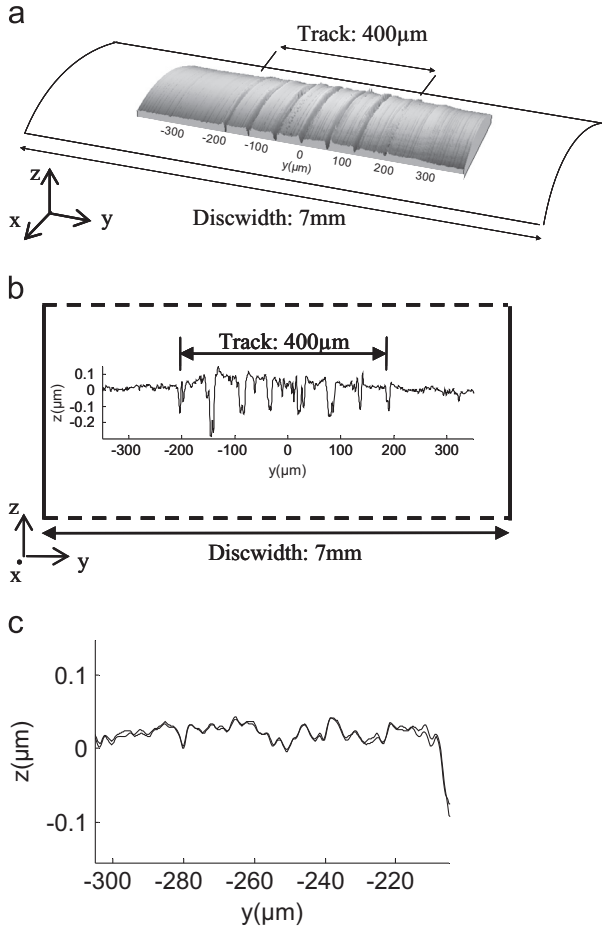 a
Track: 400μm
-300 -200 -100 0 100 200 300
y(μm)
z
x
y
Discwidth: 7mm
b
Track: 400μm
0.1
0
-0.1
-0.2
z(μm)
-300 -200 -100 0 100 200 300
y(μm)
z
x
y
Discwidth: 7mm
c
0.1
0
-0.1
z(μm)
-300 -280 -260 -240 -220
y(μm)